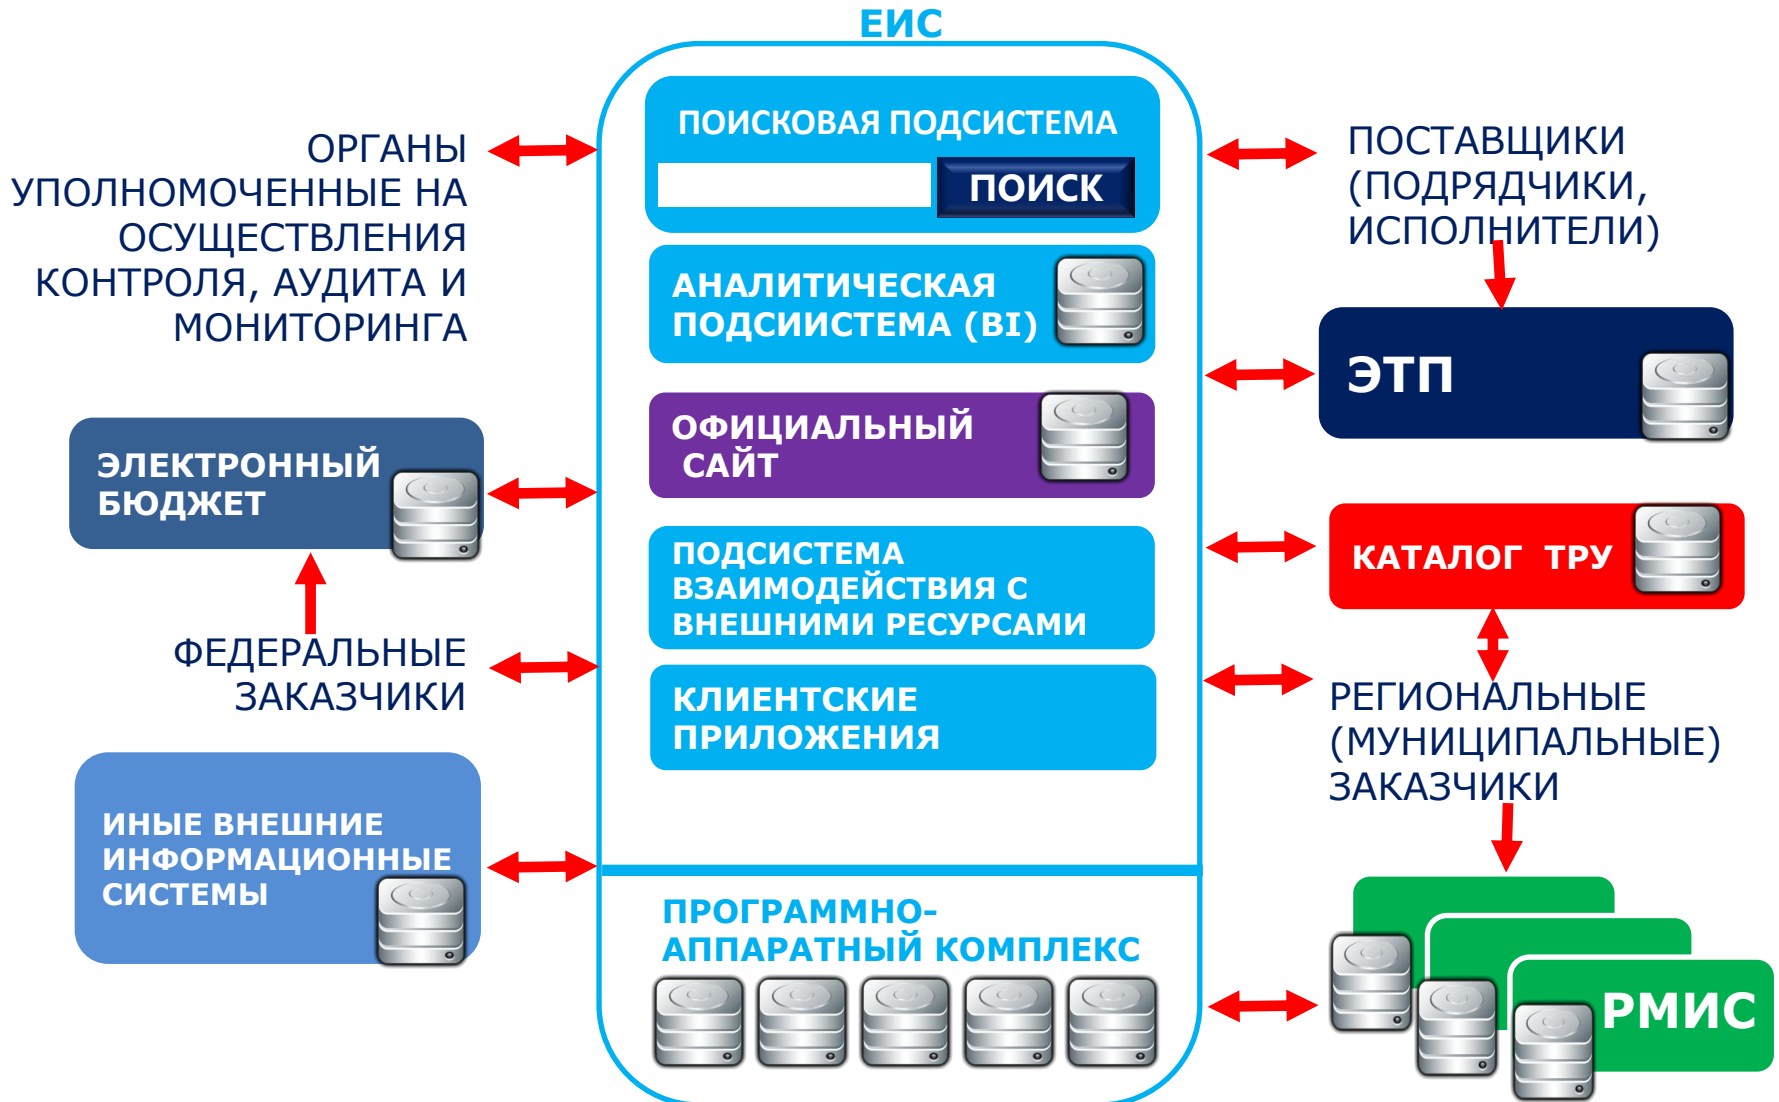 ЕИС
ПОИСКОВАЯ ПОДСИСТЕМА
ПОИСК
АНАЛИТИЧЕСКАЯ
ПОДСИИСТЕМА (BI)
ОФИЦИАЛЬНЫЙ
САЙТ
ПОДСИСТЕМА
ВЗАИМОДЕЙСТВИЯ С
ВНЕШНИМИ РЕСУРСАМИ
КЛИЕНТСКИЕ
ПРИЛОЖЕНИЯ
ПРОГРАММНО-
АППАРАТНЫЙ КОМПЛЕКС
ОРГАНЫ
УПОЛНОМОЧЕННЫЕ НА
ОСУЩЕСТВЛЕНИЯ
КОНТРОЛЯ, АУДИТА И
МОНИТОРИНГА
ЭЛЕКТРОННЫЙ
БЮДЖЕТ
ФЕДЕРАЛЬНЫЕ
ЗАКАЗЧИКИ
ИНЫЕ ВНЕШНИЕ
ИНФОРМАЦИОННЫЕ
СИСТЕМЫ
ПОСТАВЩИКИ
(ПОДРЯДЧИКИ,
ИСПОЛНИТЕЛИ)
ЭТП
КАТАЛОГ ТРУ
РЕГИОНАЛЬНЫЕ
(МУНИЦИПАЛЬНЫЕ)
ЗАКАЗЧИКИ
РМИС